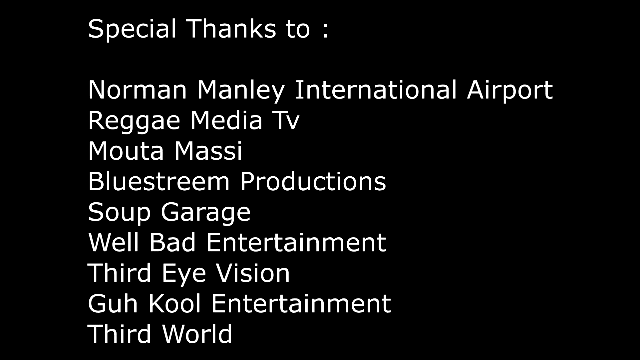 Special Thanks to :
Norman Manley International Airport
Reggae Media Tv
Mouta Massi
Bluestreem Productions
Soup Garage
Well Bad Entertainment
Third Eye Vision
Guh Kool Entertainment
Third World